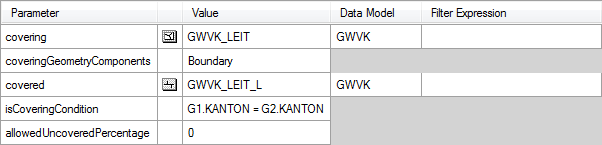 Parameter Value Data Model Filter Expression
covering GWVK_LEIT GWVK
coveringGeometryComponents Boundary
covered GWVK_LEIT_L GWVK
isCoveringCondition G1.KANTON = G2.KANTON
allowedUncoveredPercentage 0